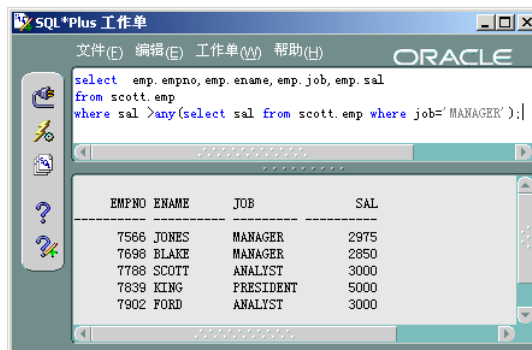 SQL*Plus 工作单
文件(F) 编辑(E) 工作单(W) 帮助(H) ORACLE
select emp.empno,emp.ename,emp.job,emp.sal
from scott.emp
where sal >any(select sal from scott.emp where job='MANAGER');
EMPNO ENAME JOB SAL
---------- ---------- --------- ----------
7566 JONES MANAGER 2975
7698 BLAKE MANAGER 2850
7788 SCOTT ANALYST 3000
7839 KING PRESIDENT 5000
7902 FORD ANALYST 3000